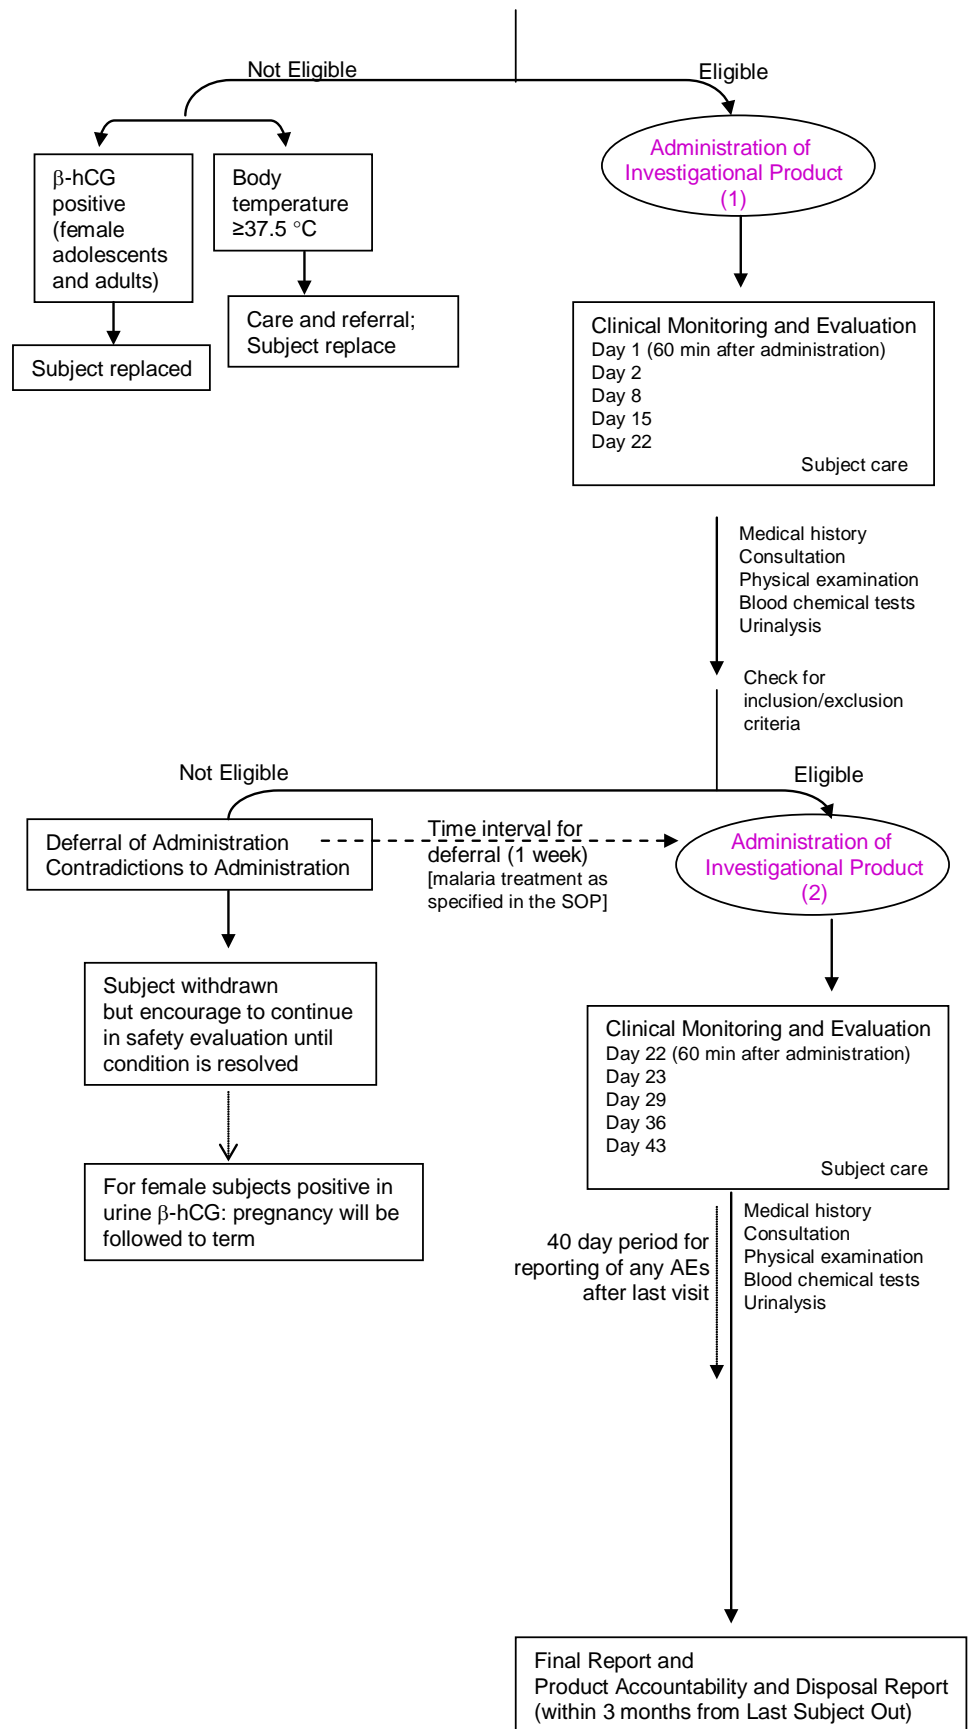 Not Eligible
Eligible
β-hCG
positive
(female
adolescents
and adults)
Body
temperature
≥37.5 °C
Administration of
Investigational Product
(1)
Subject replaced
Care and referral;
Subject replace
Clinical Monitoring and Evaluation
Day 1 (60 min after administration)
Day 2
Day 8
Day 15
Day 22
Subject care
Medical history
Consultation
Physical examination
Blood chemical tests
Urinalysis
Check for
inclusion/exclusion
criteria
Not Eligible
Eligible
Deferral of Administration
Contradictions to Administration
Time interval for
deferral (1 week)
[malaria treatment as
specified in the SOP]
Administration of
Investigational Product
(2)
Subject withdrawn
but encourage to continue
in safety evaluation until
condition is resolved
Clinical Monitoring and Evaluation
Day 22 (60 min after administration)
Day 23
Day 29
Day 36
Day 43
Subject care
For female subjects positive in
urine β-hCG: pregnancy will be
followed to term
40 day period for
reporting of any AEs
after last visit
Medical history
Consultation
Physical examination
Blood chemical tests
Urinalysis
Final Report and
Product Accountability and Disposal Report
(within 3 months from Last Subject Out)